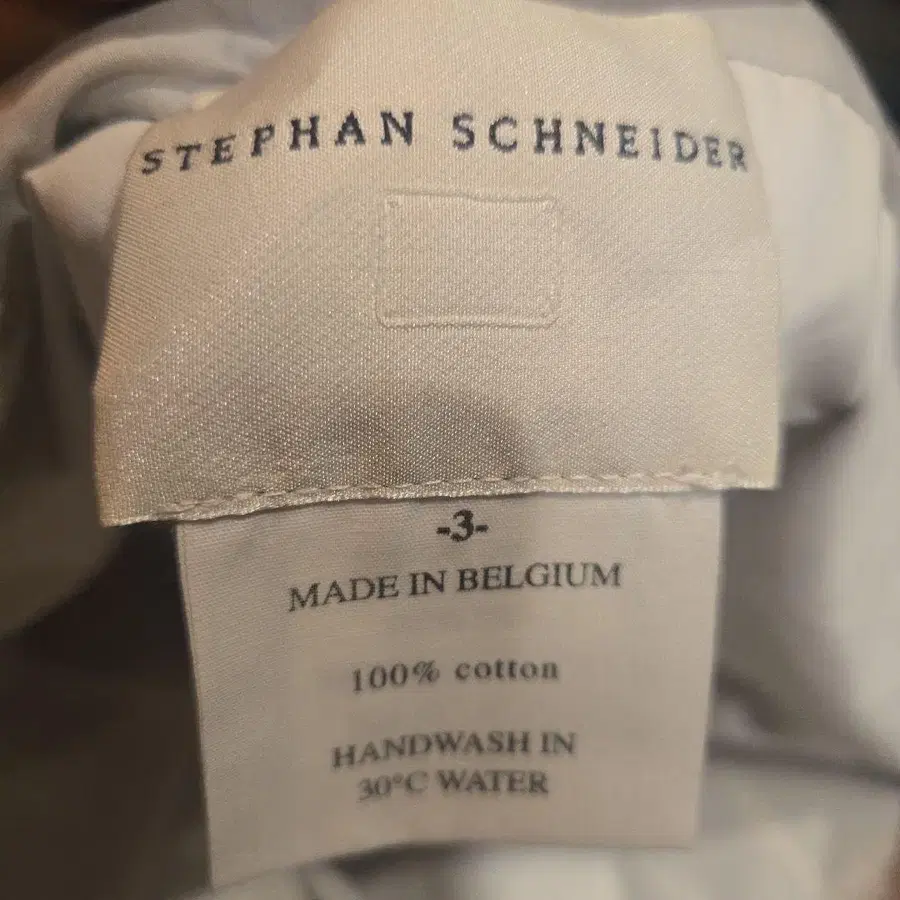 STEPHAN SCHNEIDER
-3-
MADE IN BELGIUM
100% cotton
HANDWASH IN
30°C WATER